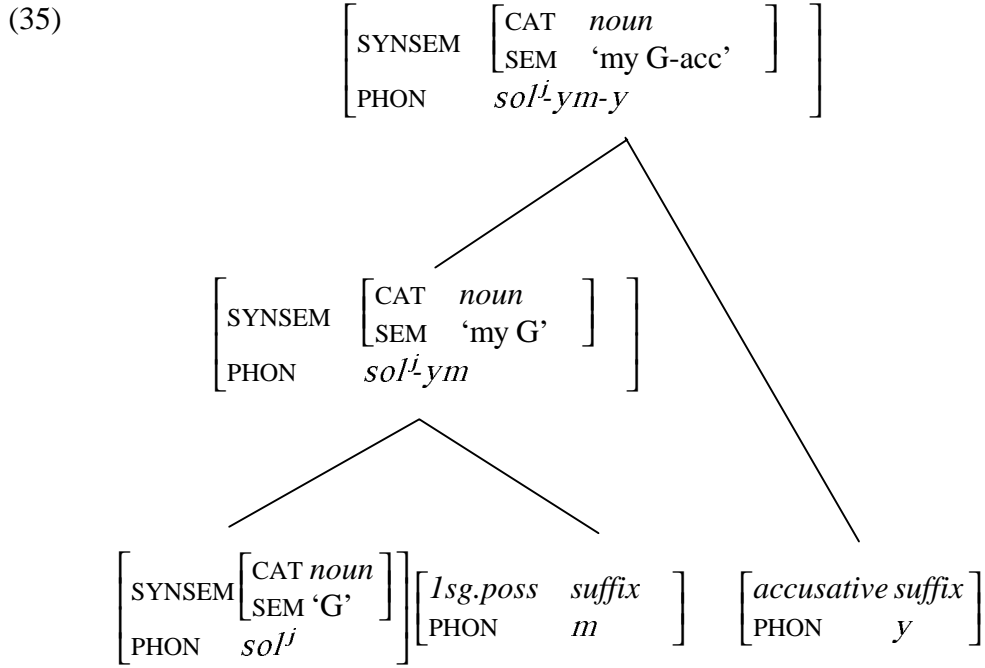 (35)
SYNSEM CAT noun
SEM ‘my G-acc’
PHON solʲ-ym-y
SYNSEM CAT noun
SEM ‘my G’
PHON solʲ-ym
SYNSEM CAT noun
SEM ‘G’
PHON solʲ
1sg.poss suffix
PHON m
accusative suffix
PHON y